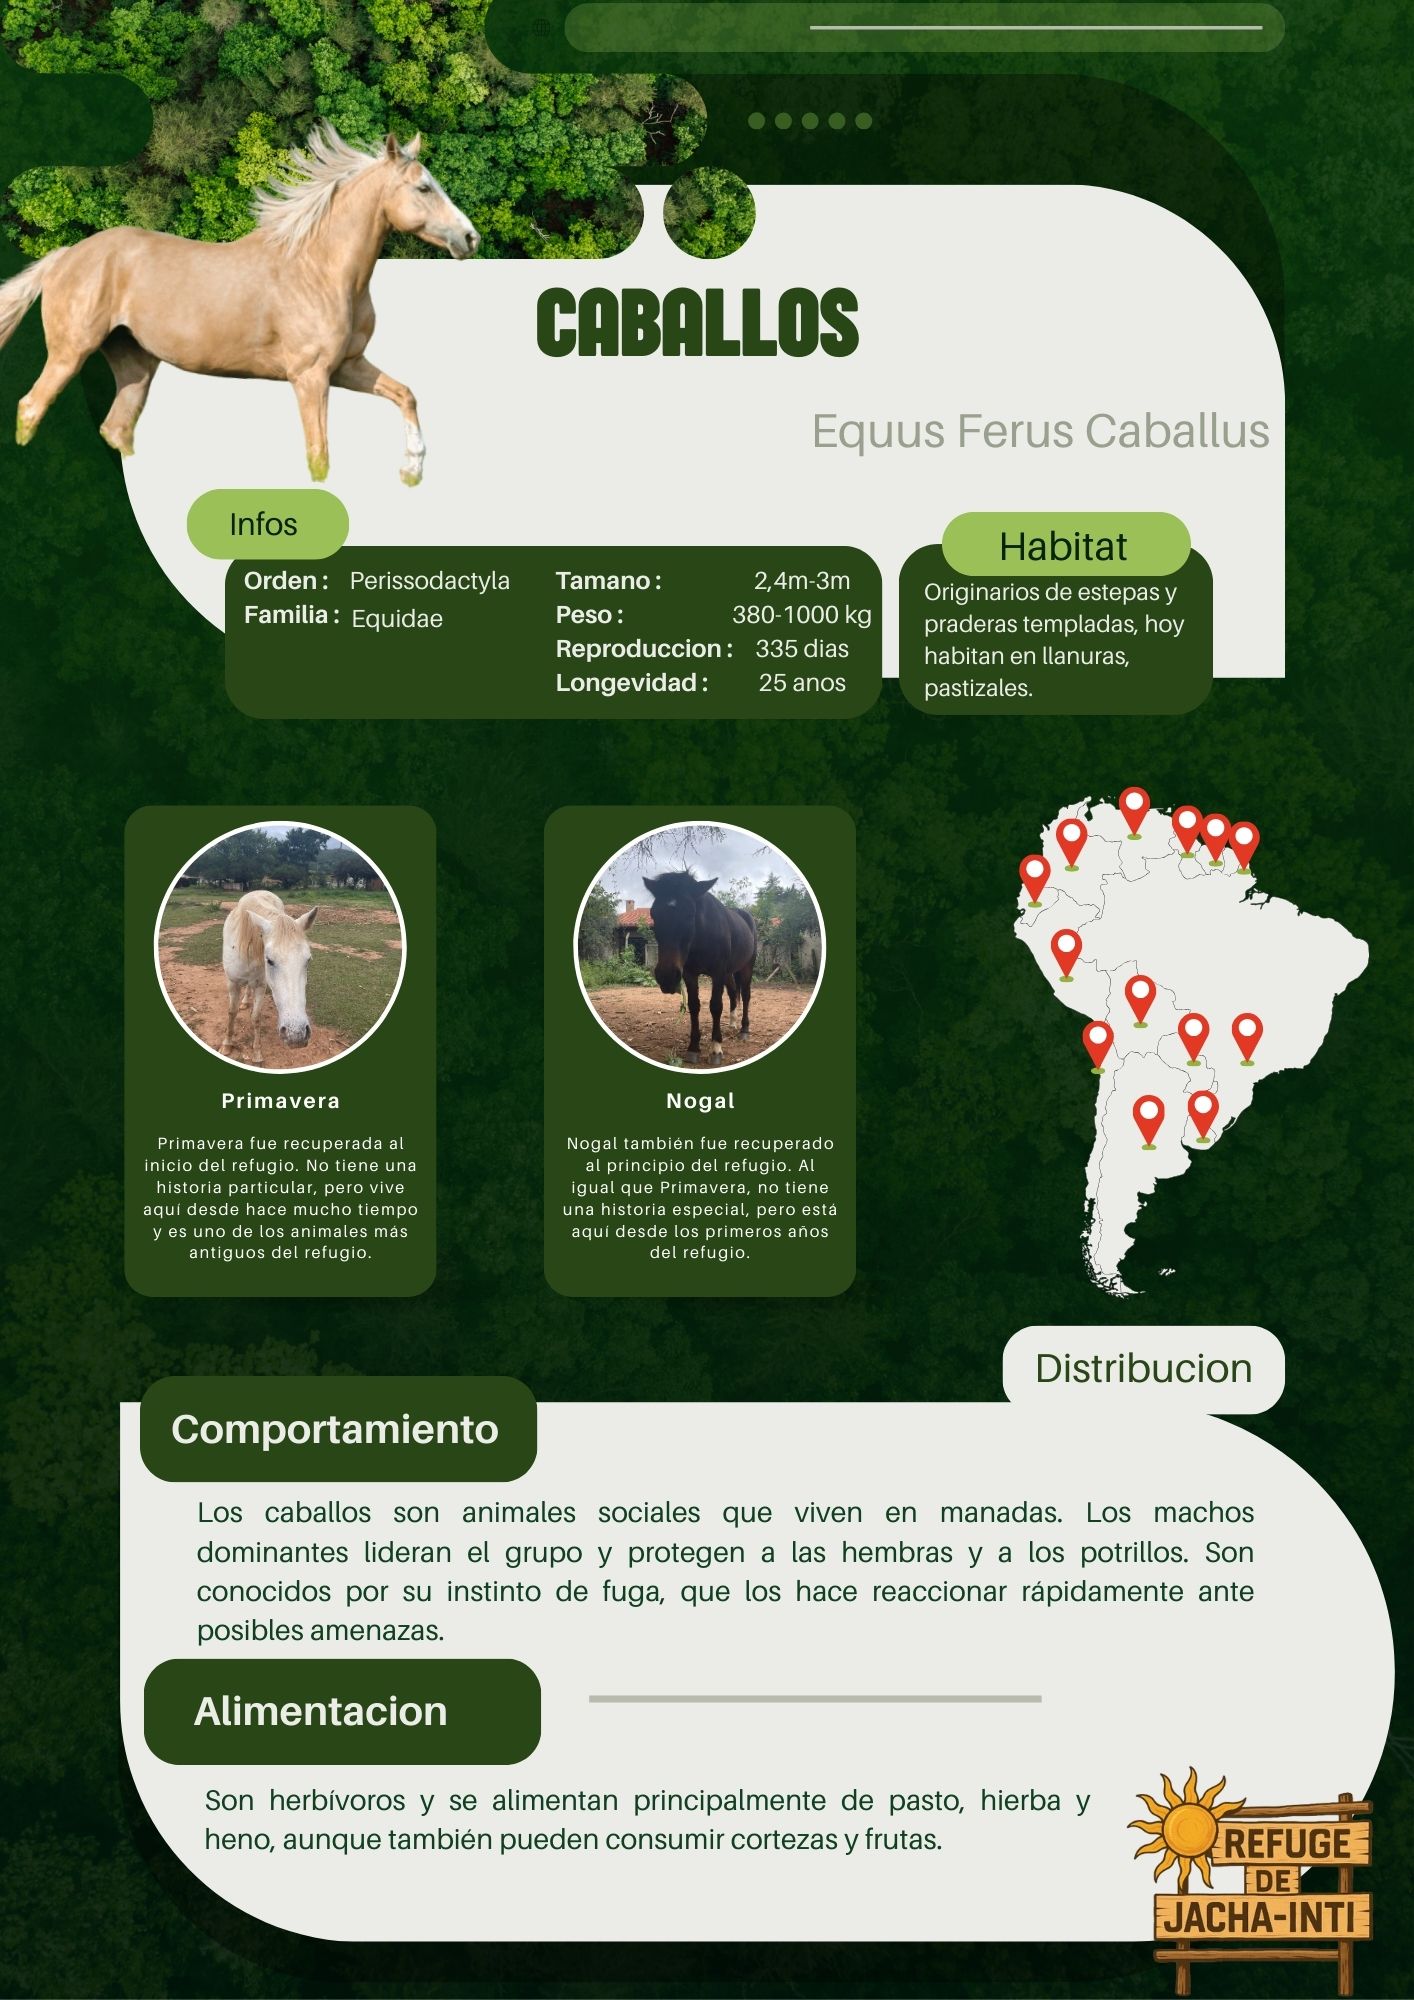 CABALLOS
Equus Ferus Caballus
Infos
Orden : Perissodactyla
Familia : Equidae
Tamano : 2,4m-3m
Peso : 380-1000 kg
Reproduccion : 335 dias
Longevidad : 25 anos
Habitat
Originarios de estepas y
praderas templadas, hoy
habitan en llanuras,
pastizales.
Primavera
Primavera fue recuperada al
inicio del refugio. No tiene una
historia particular, pero vive
aquí desde hace mucho tiempo
y es uno de los animales más
antiguos del refugio.
Nogal
Nogal también fue recuperado
al principio del refugio. Al
igual que Primavera, no tiene
una historia especial, pero está
aquí desde los primeros años
del refugio.
Distribucion
Comportamiento
Los caballos son animales sociales que viven en manadas. Los machos
dominantes lideran el grupo y protegen a las hembras y a los potrillos. Son
conocidos por su instinto de fuga, que los hace reaccionar rápidamente ante
posibles amenazas.
Alimentacion
Son herbívoros y se alimentan principalmente de pasto, hierba y
heno, aunque también pueden consumir cortezas y frutas.
REFUGE
DE
JACHA-INTI